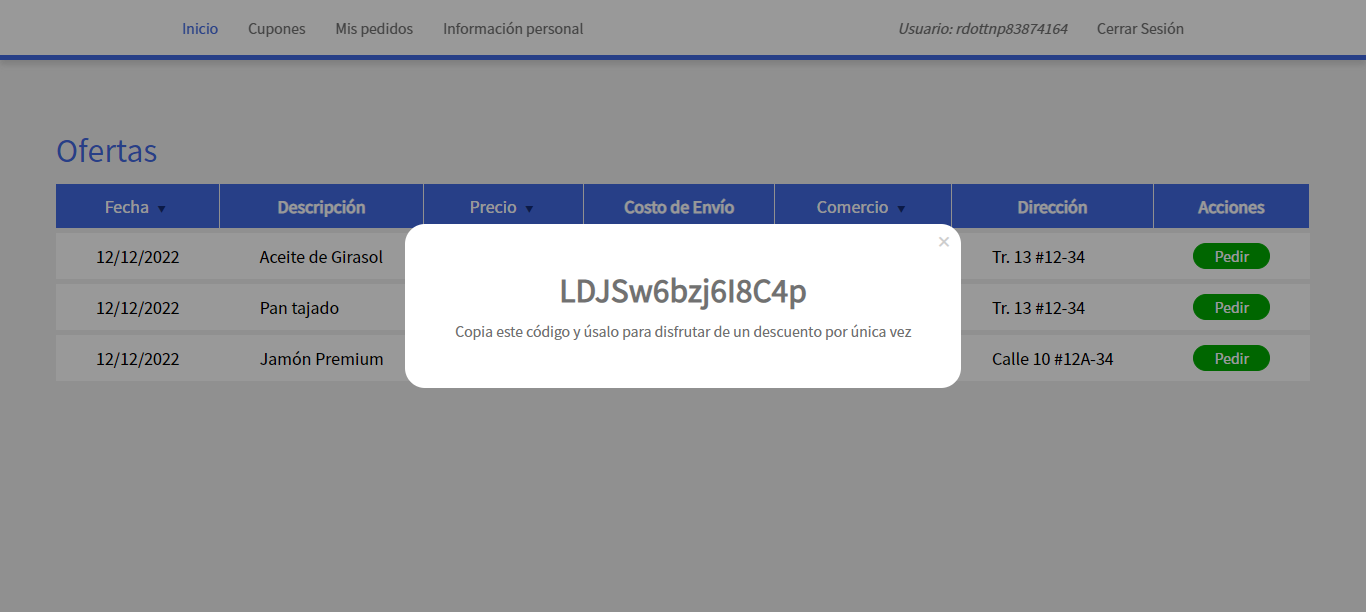 Inicio Cupones Mis pedidos Información personal Usuario: rdottnp83874164 Cerrar Sesión
Ofertas
Fecha ▼ Descripción Precio ▼ Costo de Envío Comercio ▼ Dirección Acciones
12/12/2022 Aceite de Girasol Tr. 13 #12-34 Pedir
12/12/2022 Pan tajado Tr. 13 #12-34 Pedir
12/12/2022 Jamón Premium Calle 10 #12A-34 Pedir
×
LDJSw6bzj6I8C4p
Copia este código y úsalo para disfrutar de un descuento por única vez